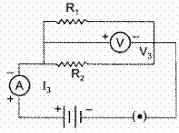 R₁
+ V -
V₃
-
A I₃
R₂
+
+ -
(•)